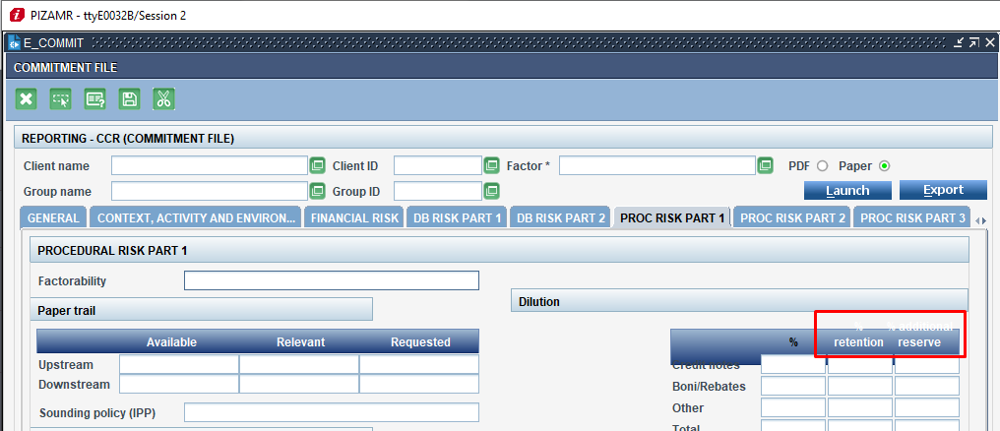 PIZAMR - ttyE0032B/Session 2
E_COMMIT
COMMITMENT FILE
REPORTING - CCR (COMMITMENT FILE)
Client name Client ID Factor * PDF Paper
Group name Group ID Launch Export
GENERAL CONTEXT, ACTIVITY AND ENVIRON... FINANCIAL RISK DB RISK PART 1 DB RISK PART 2 PROC RISK PART 1 PROC RISK PART 2 PROC RISK PART 3
PROCEDURAL RISK PART 1
Factorability
Dilution
Paper trail
% % additional
Available Relevant Requested % retention reserve
Upstream Credit notes
Downstream Boni/Rebates
Sounding policy (IPP) Other
Total